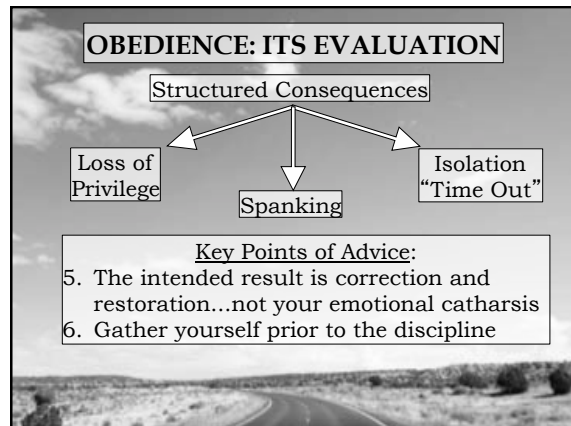 OBEDIENCE: ITS EVALUATION
Structured Consequences
Loss of
Privilege
Spanking
Isolation
“Time Out”
Key Points of Advice:
5. The intended result is correction and
restoration...not your emotional catharsis
6. Gather yourself prior to the discipline